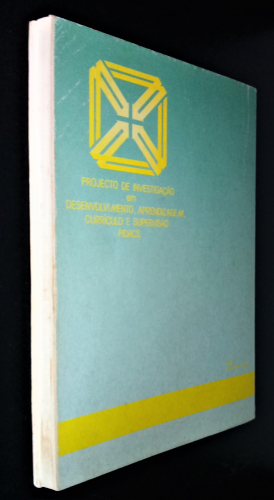 PROJECTO DE INVESTIGAÇÃO
em
DESENVOLVIMENTO, APRENDIZAGEM,
CURRÍCULO E SUPERVISÃO
PIDACS